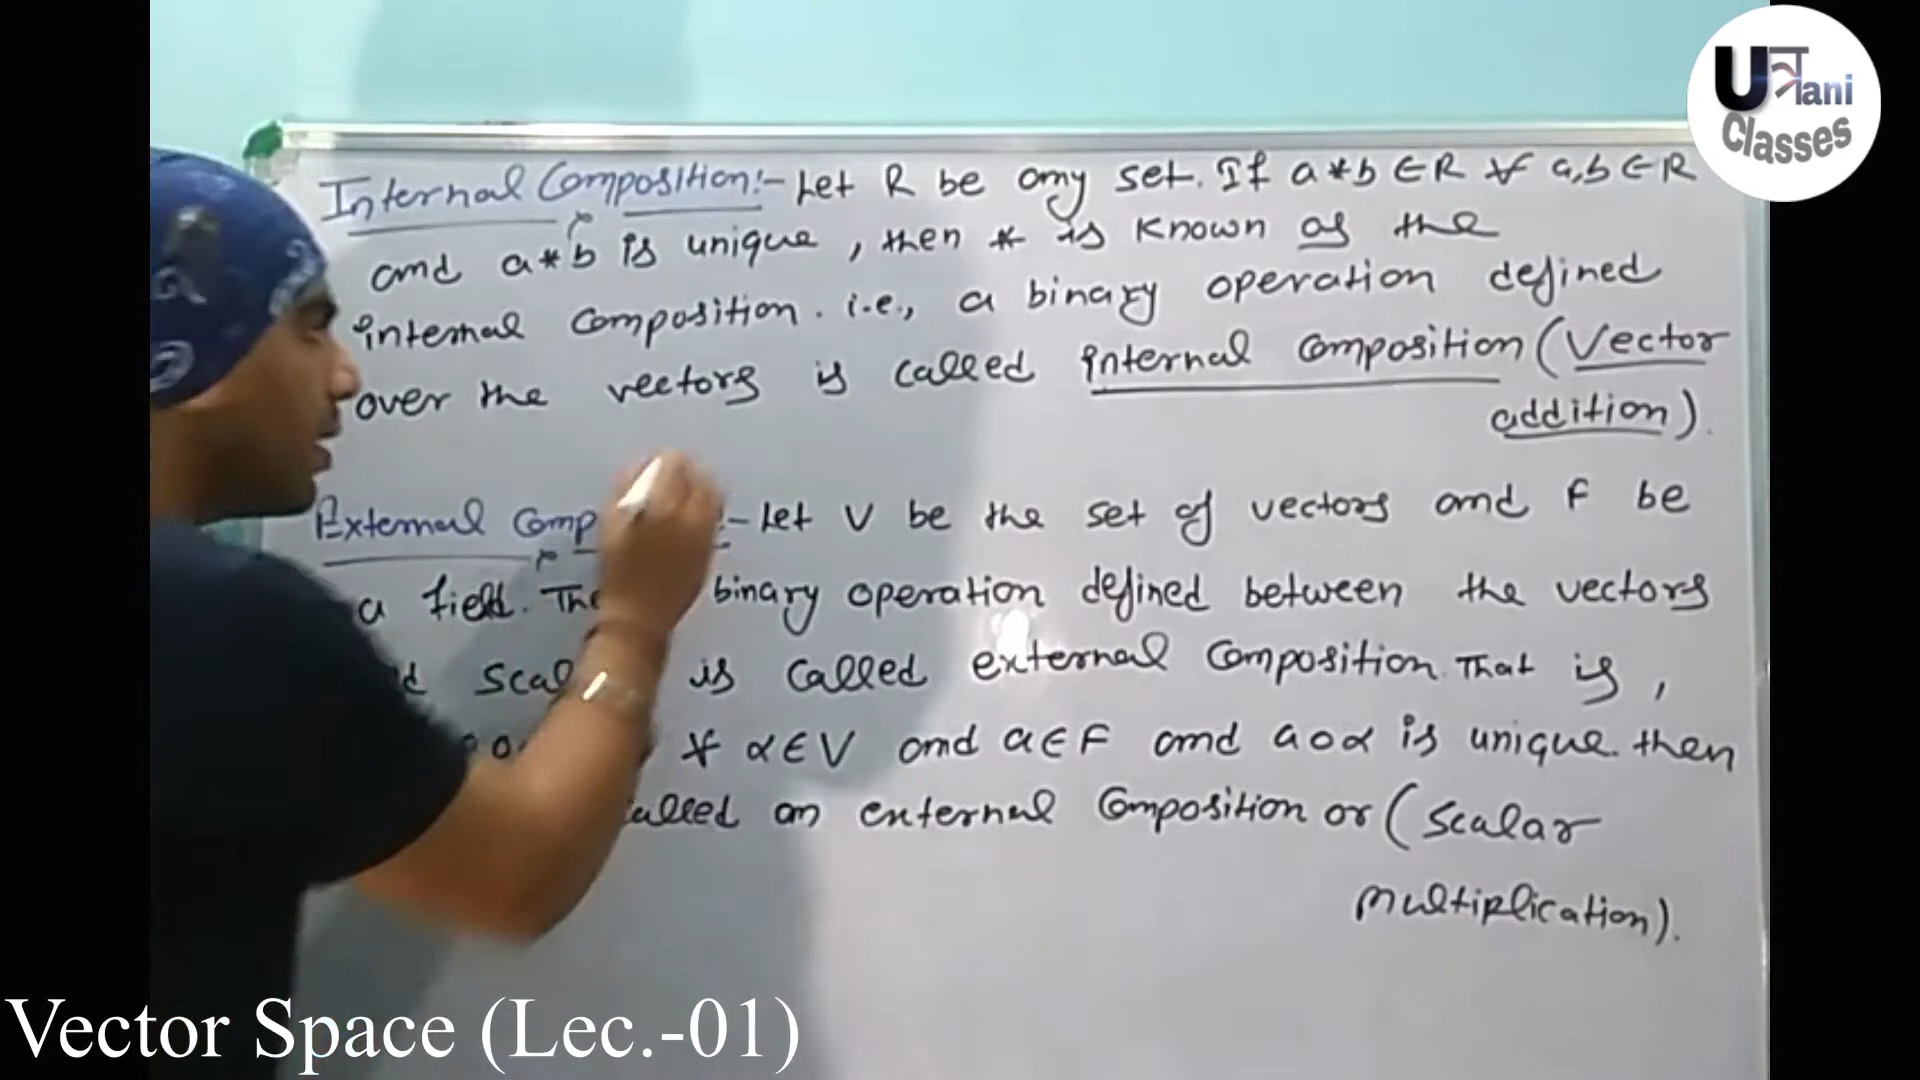 Uत्रani
Classes
Internal Composition:- Let R be any set. If a*b ∈ R ∀ a,b ∈ R
and a*b is unique, then * is known as the
internal composition. i.e., a binary operation defined
over the vectors is called internal composition (Vector
addition).
External Comp :- Let V be the set of vectors and F be
a field. The binary operation defined between the vectors
scal is called external composition. That is,
∀ α∈V and a∈F and a∘α is unique. then
called an external composition or (Scalar
multiplication).
Vector Space (Lec.-01)